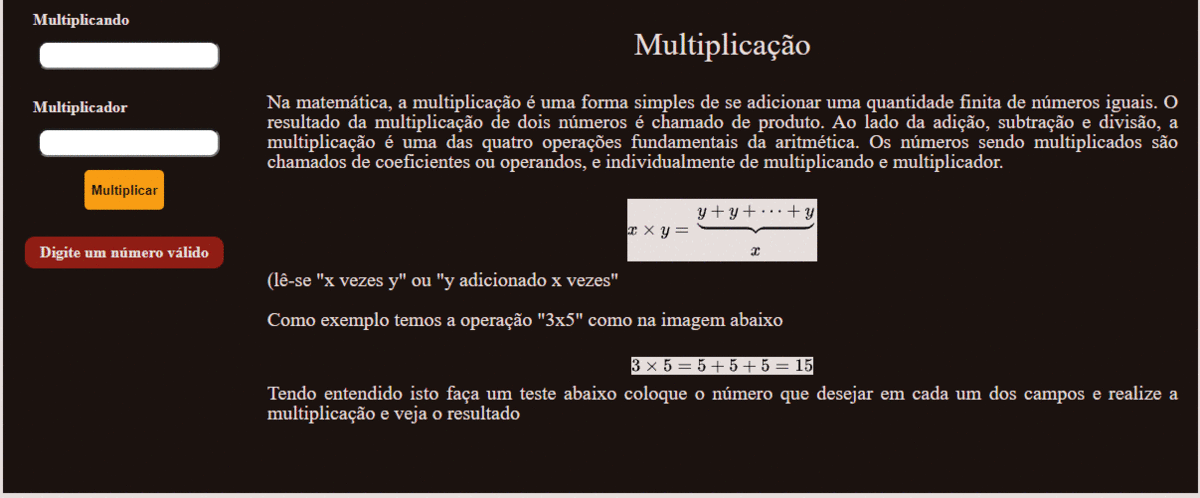 Multiplicando
Multiplicador
Multiplicar
Digite um número válido
Multiplicação
Na matemática, a multiplicação é uma forma simples de se adicionar uma quantidade finita de números iguais. O
resultado da multiplicação de dois números é chamado de produto. Ao lado da adição, subtração e divisão, a
multiplicação é uma das quatro operações fundamentais da aritmética. Os números sendo multiplicados são
chamados de coeficientes ou operandos, e individualmente de multiplicando e multiplicador.
x × y = y + y + ⋯ + y
x
(lê-se "x vezes y" ou "y adicionado x vezes"
Como exemplo temos a operação "3x5" como na imagem abaixo
3 × 5 = 5 + 5 + 5 = 15
Tendo entendido isto faça um teste abaixo coloque o número que desejar em cada um dos campos e realize a
multiplicação e veja o resultado